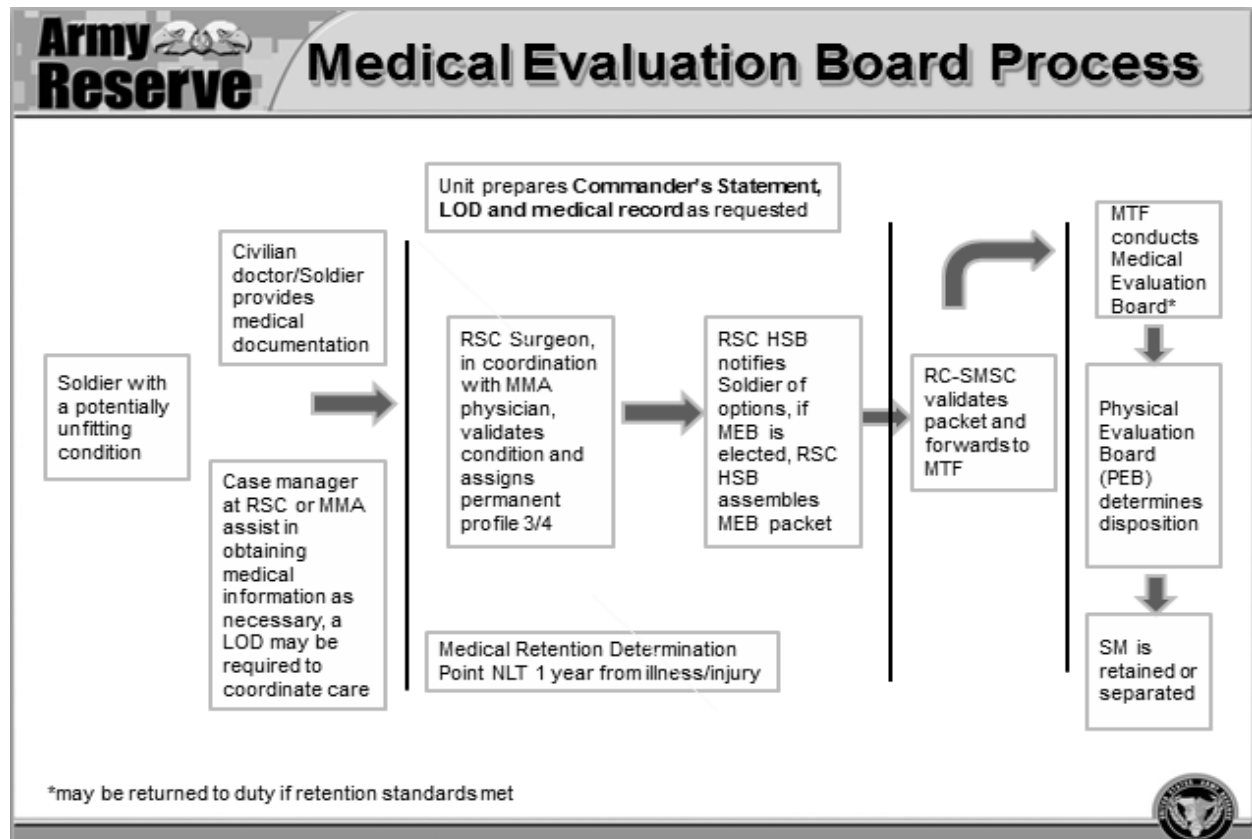 Army
Reserve
Medical Evaluation Board Process
Unit prepares Commander's Statement,
LOD and medical record as requested
Civilian
doctor/Soldier
provides
medical
documentation
Soldier with
a potentially
unfitting
condition
Case manager
at RSC or MMA
assist in
obtaining
medical
information as
necessary, a
LOD may be
required to
coordinate care
RSC Surgeon,
in coordination
with MMA
physician,
validates
condition and
assigns
permanent
profile 3/4
RSC HSB
notifies
Soldier of
options, if
MEB is
elected, RSC
HSB
assembles
MEB packet
Medical Retention Determination
Point NLT 1 year from illness/injury
RC-SMSC
validates
packet and
forwards to
MTF
MTF
conducts
Medical
Evaluation
Board*
Physical
Evaluation
Board
(PEB)
determines
disposition
SM is
retained or
separated
*may be returned to duty if retention standards met